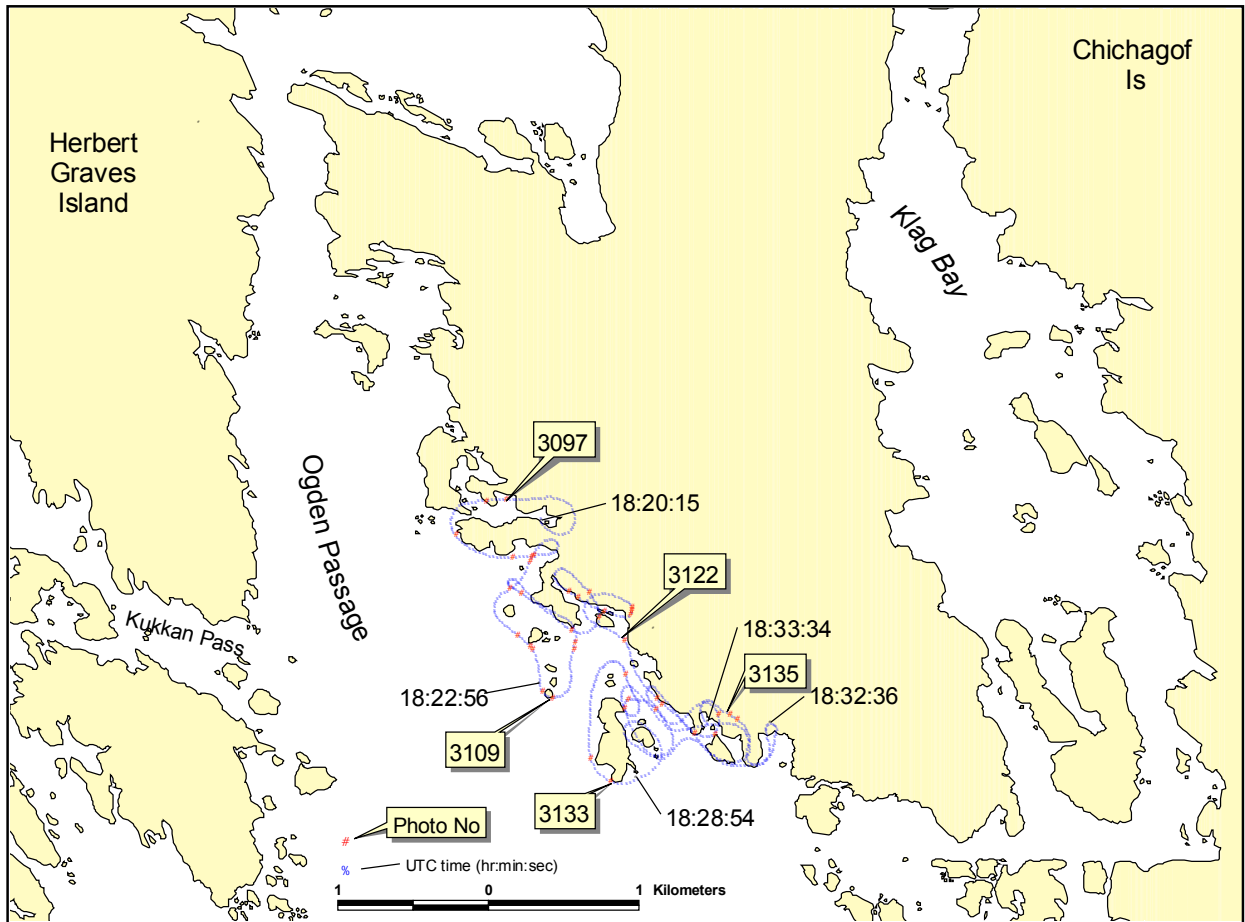 Chichagof
Is
Herbert
Graves
Island
Klag Bay
3097
18:20:15
Ogden Passage
3122
Kukkan Pass
18:33:34
3135
18:32:36
18:22:56
3109
3133
18:28:54
# Photo No
% UTC time (hr:min:sec)
1 0 1 Kilometers